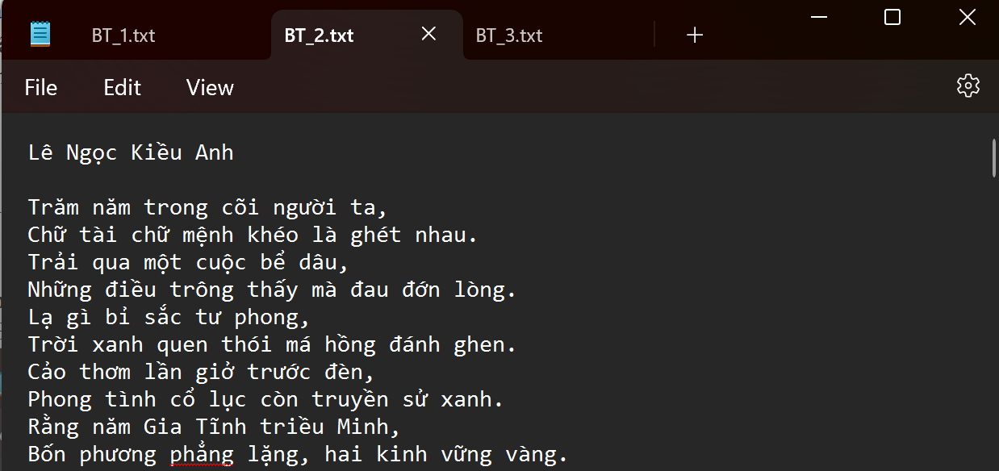 BT_1.txt
BT_2.txt
BT_3.txt
File Edit View
Lê Ngọc Kiều Anh
Trăm năm trong cõi người ta,
Chữ tài chữ mệnh khéo là ghét nhau.
Trải qua một cuộc bể dâu,
Những điều trông thấy mà đau đớn lòng.
Lạ gì bỉ sắc tư phong,
Trời xanh quen thói má hồng đánh ghen.
Cảo thơm lần giở trước đèn,
Phong tình cổ lục còn truyền sử xanh.
Rằng năm Gia Tĩnh triều Minh,
Bốn phương phẳng lặng, hai kinh vững vàng.